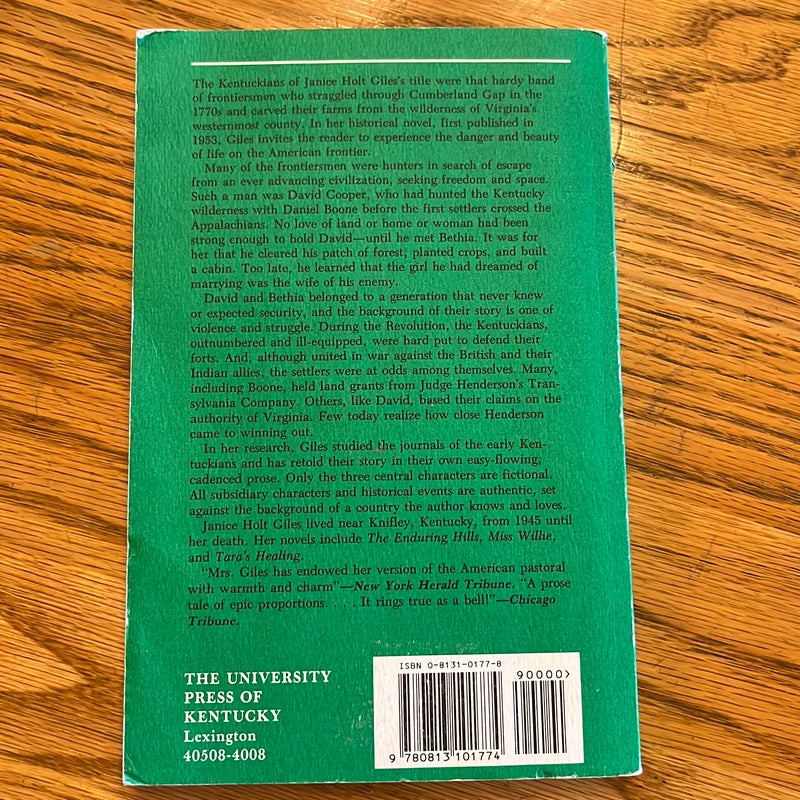 The Kentuckians of Janice Holt Giles's title were that hardy band
of frontiersmen who straggled through Cumberland Gap in the
1770s and carved their farms from the wilderness of Virginia's
westernmost county. In her historical novel, first published in
1953, Giles invites the reader to experience the danger and beauty
of life on the American frontier.
Many of the frontiersmen were hunters in search of escape
from an ever advancing civilization, seeking freedom and space.
Such a man was David Cooper, who had hunted the Kentucky
wilderness with Daniel Boone before the first settlers crossed the
Appalachians. No love of land or home or woman had been
strong enough to hold David—until he met Bethia. It was for
her that he cleared his patch of forest, planted crops, and built
a cabin. Too late, he learned that the girl he had dreamed of
marrying was the wife of his enemy.
David and Bethia belonged to a generation that never knew
or expected security, and the background of their story is one of
violence and struggle. During the Revolution, the Kentuckians,
outnumbered and ill-equipped, were hard put to defend their
forts. And, although united in war against the British and their
Indian allies, the settlers were at odds among themselves. Many,
including Boone, held land grants from Judge Henderson's Tran-
sylvania Company. Others, like David, based their claims on the
authority of Virginia. Few today realize how close Henderson
came to winning out.
In her research, Giles studied the journals of the early Ken-
tuckians and has retold their story in their own easy-flowing,
cadenced prose. Only the three central characters are fictional.
All subsidiary characters and historical events are authentic, set
against the background of a country the author knows and loves.
Janice Holt Giles lived near Knifley, Kentucky, from 1945 until
her death. Her novels include The Enduring Hills, Miss Willie,
and Tara's Healing.
"Mrs. Giles has endowed her version of the American pastoral
with warmth and charm"—New York Herald Tribune. "A prose
tale of epic proportions. . . . It rings true as a bell!"—Chicago
Tribune.
THE UNIVERSITY
PRESS OF
KENTUCKY
Lexington
40508-4008
ISBN 0-8131-0177-8
90000>
9 780813 101774